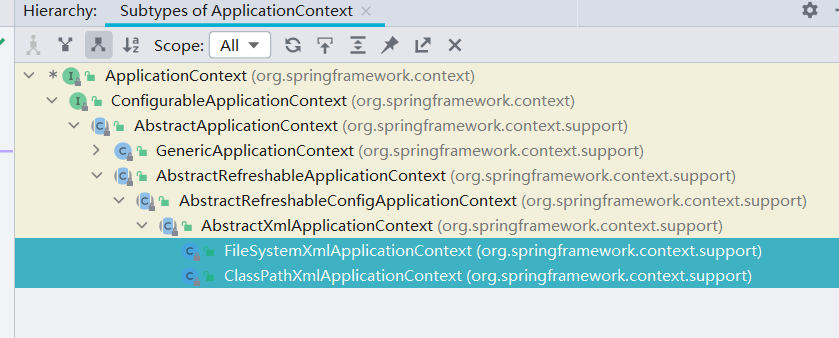 Hierarchy: Subtypes of ApplicationContext
Scope: All
ApplicationContext (org.springframework.context)
ConfigurableApplicationContext (org.springframework.context)
AbstractApplicationContext (org.springframework.context.support)
GenericApplicationContext (org.springframework.context.support)
AbstractRefreshableApplicationContext (org.springframework.context.support)
AbstractRefreshableConfigApplicationContext (org.springframework.context.support)
AbstractXmlApplicationContext (org.springframework.context.support)
FileSystemXmlApplicationContext (org.springframework.context.support)
ClassPathXmlApplicationContext (org.springframework.context.support)